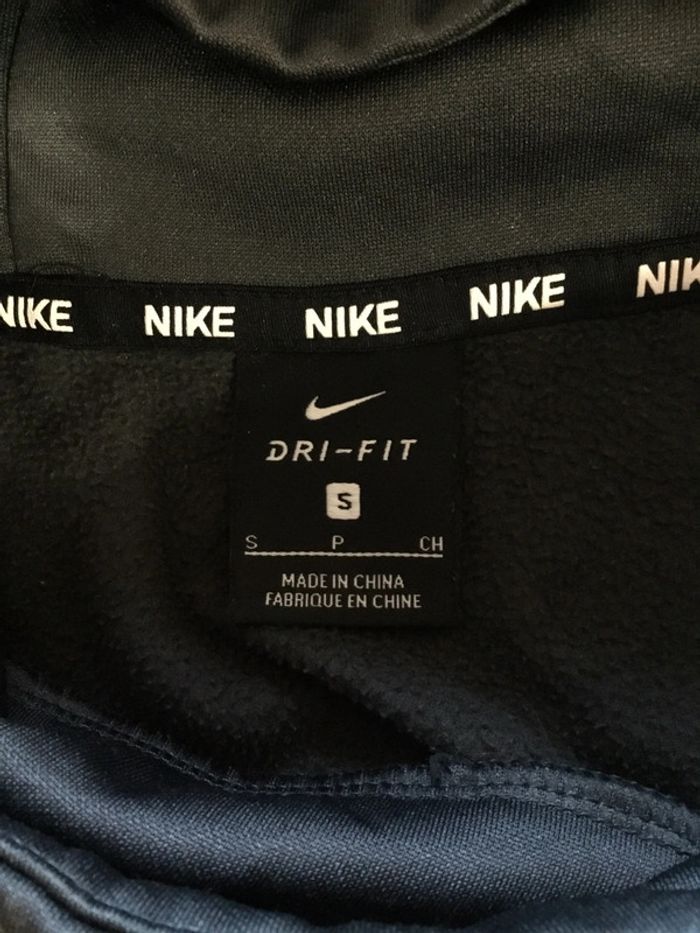 NIKE NIKE NIKE NIKE NIK
DRI-FIT
S
S P CH
MADE IN CHINA
FABRIQUE EN CHINE